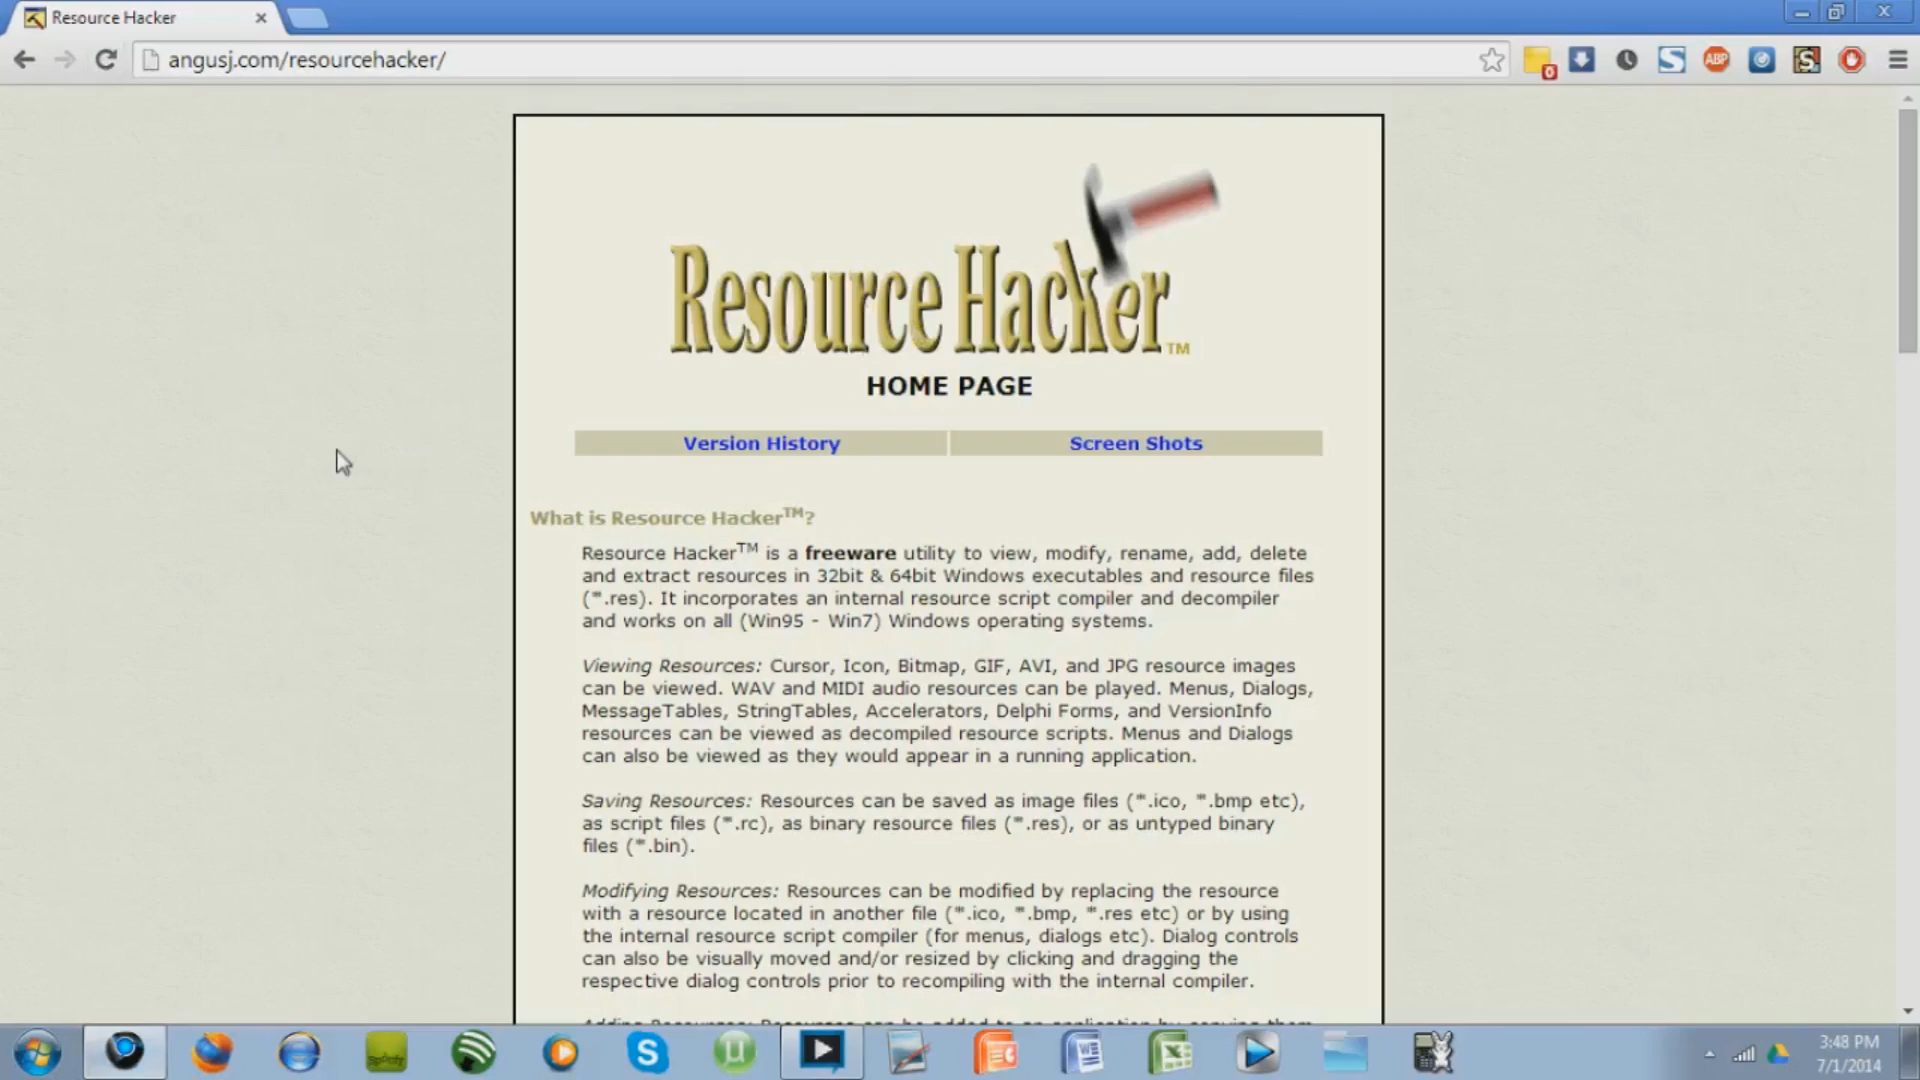 Resource Hacker
angusj.com/resourcehacker/
0
ABP
Resource Hacker TM
HOME PAGE
Version History
Screen Shots
What is Resource HackerTM?
Resource HackerTM is a freeware utility to view, modify, rename, add, delete
and extract resources in 32bit & 64bit Windows executables and resource files
(*.res). It incorporates an internal resource script compiler and decompiler
and works on all (Win95 - Win7) Windows operating systems.
Viewing Resources: Cursor, Icon, Bitmap, GIF, AVI, and JPG resource images
can be viewed. WAV and MIDI audio resources can be played. Menus, Dialogs,
MessageTables, StringTables, Accelerators, Delphi Forms, and VersionInfo
resources can be viewed as decompiled resource scripts. Menus and Dialogs
can also be viewed as they would appear in a running application.
Saving Resources: Resources can be saved as image files (*.ico, *.bmp etc),
as script files (*.rc), as binary resource files (*.res), or as untyped binary
files (*.bin).
Modifying Resources: Resources can be modified by replacing the resource
with a resource located in another file (*.ico, *.bmp, *.res etc) or by using
the internal resource script compiler (for menus, dialogs etc). Dialog controls
can also be visually moved and/or resized by clicking and dragging the
respective dialog controls prior to recompiling with the internal compiler.
3:48 PM
7/1/2014